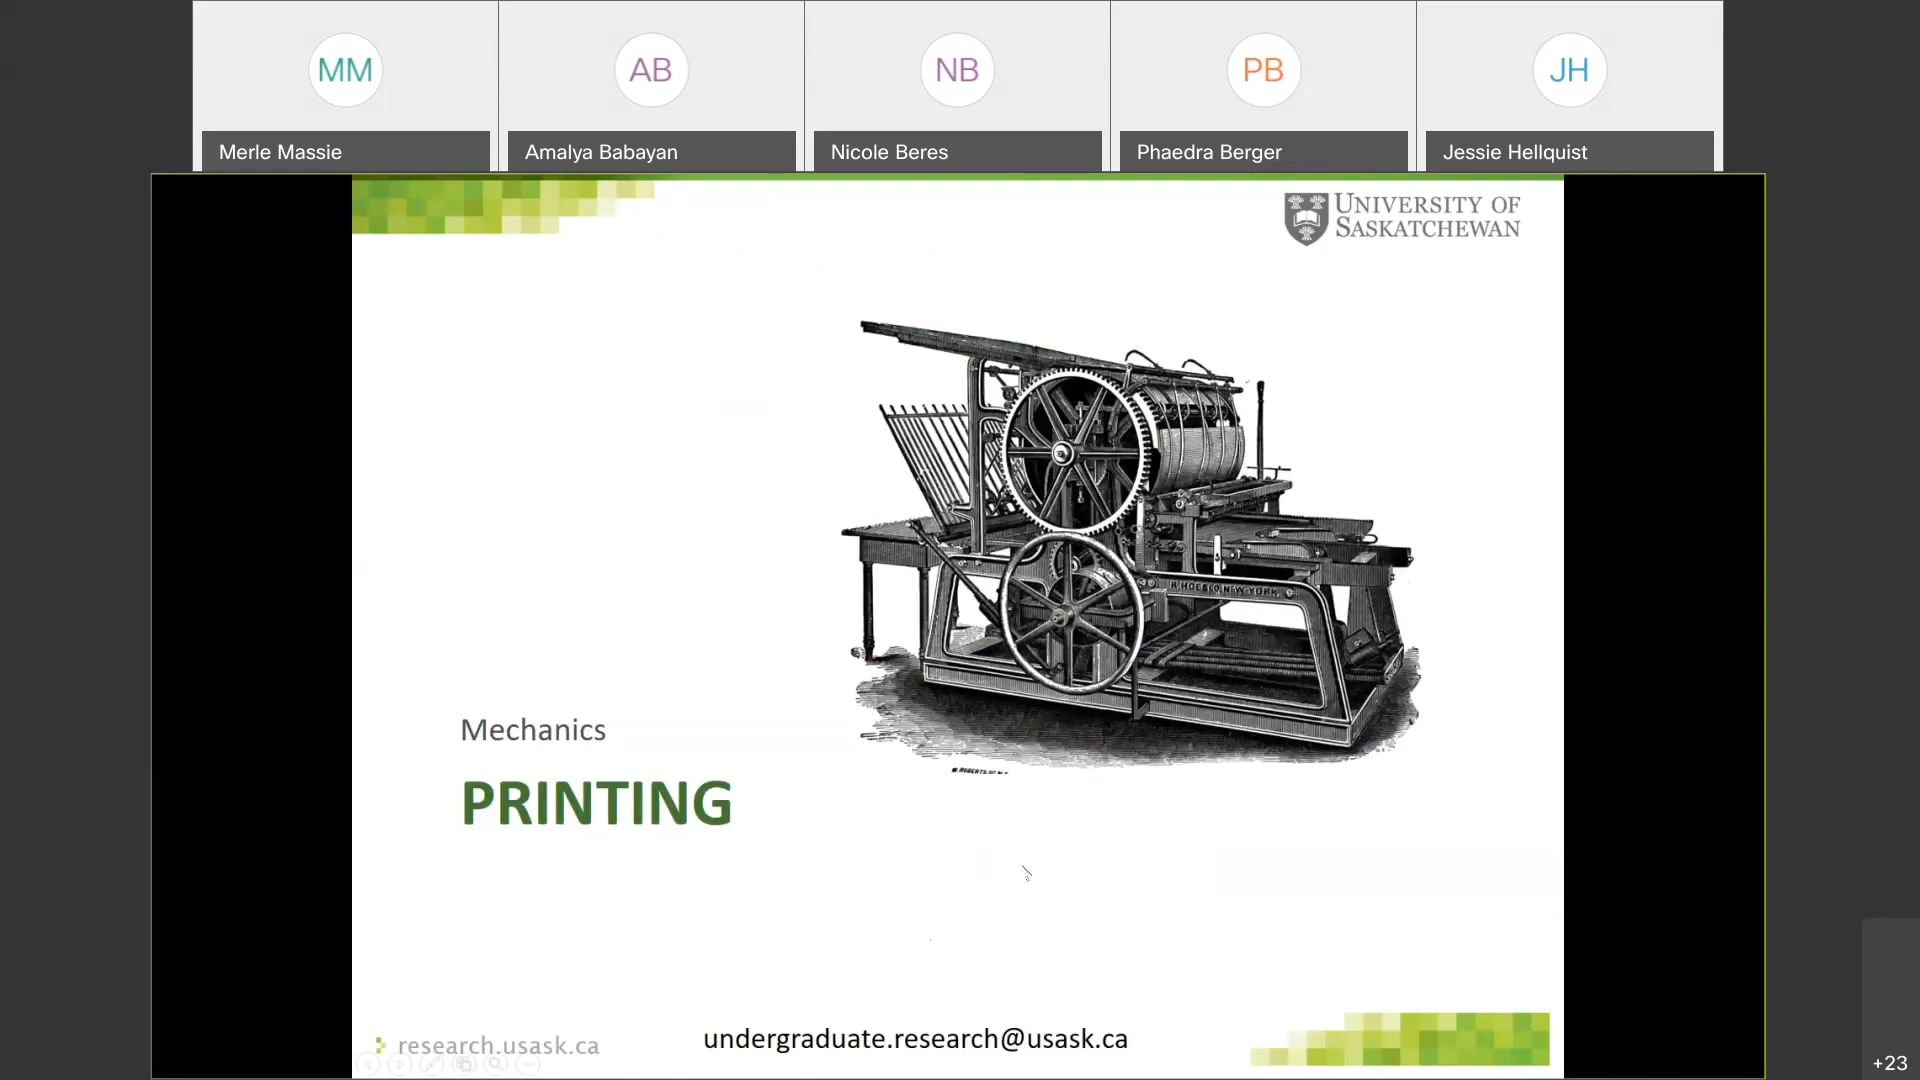 MM
AB
NB
PB
JH
Merle Massie
Amalya Babayan
Nicole Beres
Phaedra Berger
Jessie Hellquist
UNIVERSITY OF
SASKATCHEWAN
R. HOE & CO. NEW YORK.
Mechanics
PRINTING
research.usask.ca
undergraduate.research@usask.ca
+23